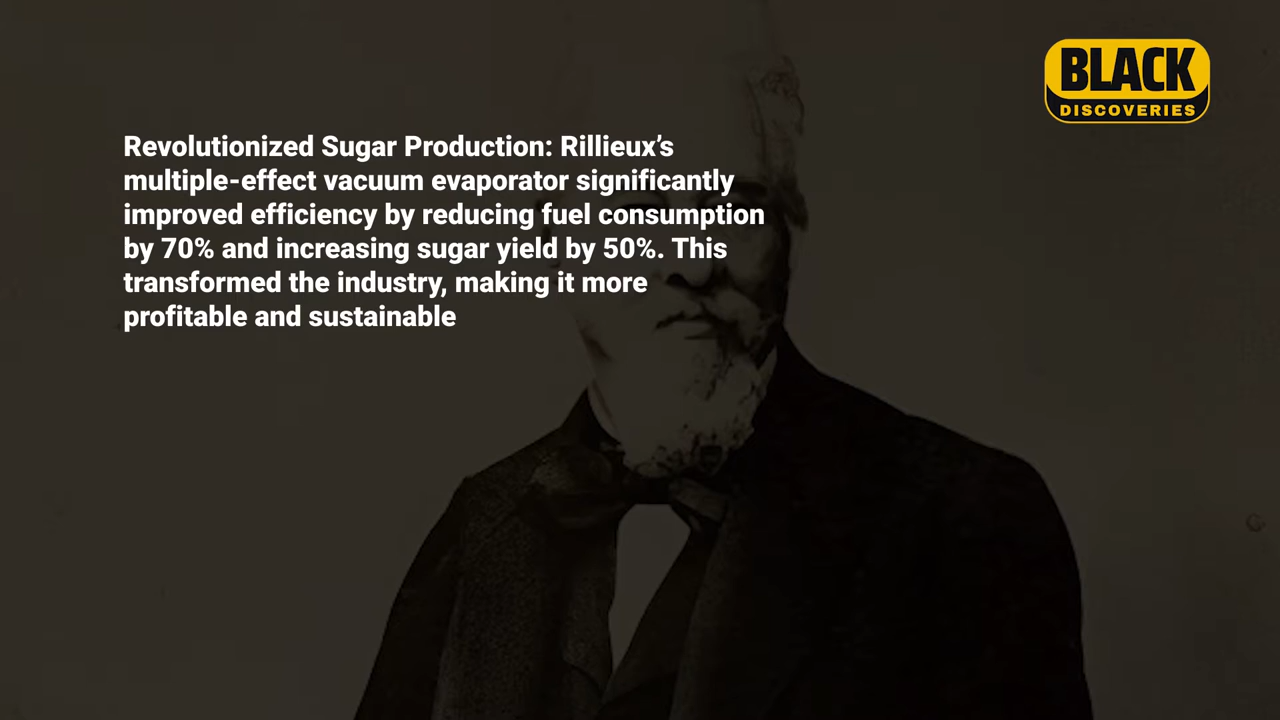 BLACK
DISCOVERIES
Revolutionized Sugar Production: Rillieux’s
multiple-effect vacuum evaporator significantly
improved efficiency by reducing fuel consumption
by 70% and increasing sugar yield by 50%. This
transformed the industry, making it more
profitable and sustainable